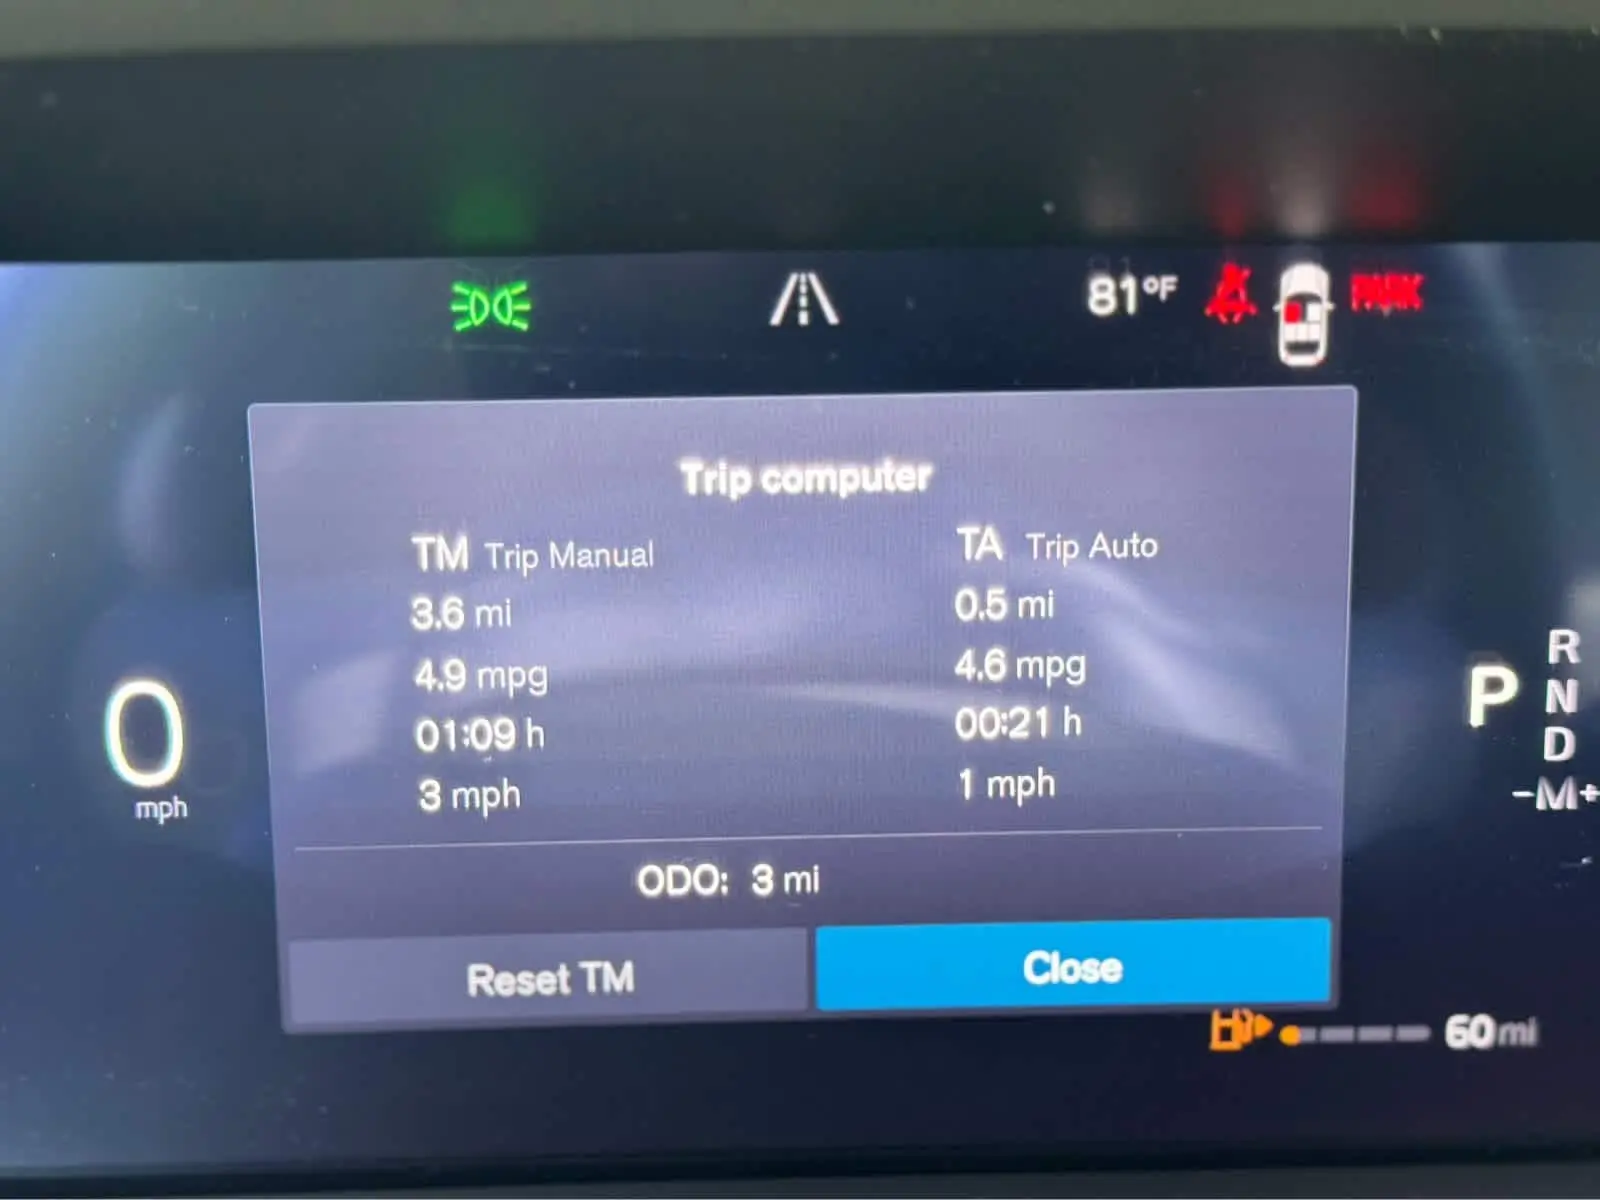 81°F PARK
Trip computer
TM Trip Manual
3.6 mi
4.9 mpg
01:09 h
3 mph
TA Trip Auto
0.5 mi
4.6 mpg
00:21 h
1 mph
ODO: 3 mi
Reset TM
Close
0
mph
P
R
N
D
-M+
60 mi